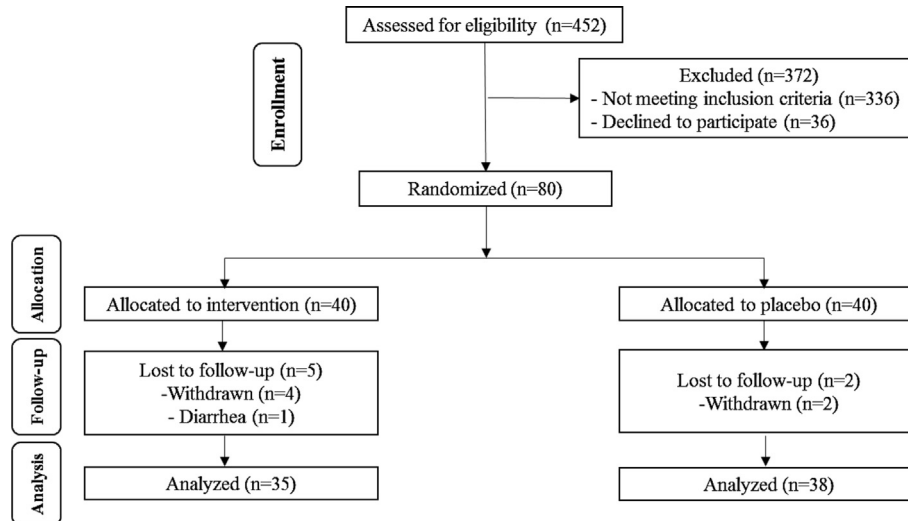 Assessed for eligibility (n=452)
Enrollment
Excluded (n=372)
- Not meeting inclusion criteria (n=336)
- Declined to participate (n=36)
Randomized (n=80)
Allocation
Allocated to intervention (n=40)
Allocated to placebo (n=40)
Follow-up
Lost to follow-up (n=5)
-Withdrawn (n=4)
- Diarrhea (n=1)
Lost to follow-up (n=2)
-Withdrawn (n=2)
Analysis
Analyzed (n=35)
Analyzed (n=38)